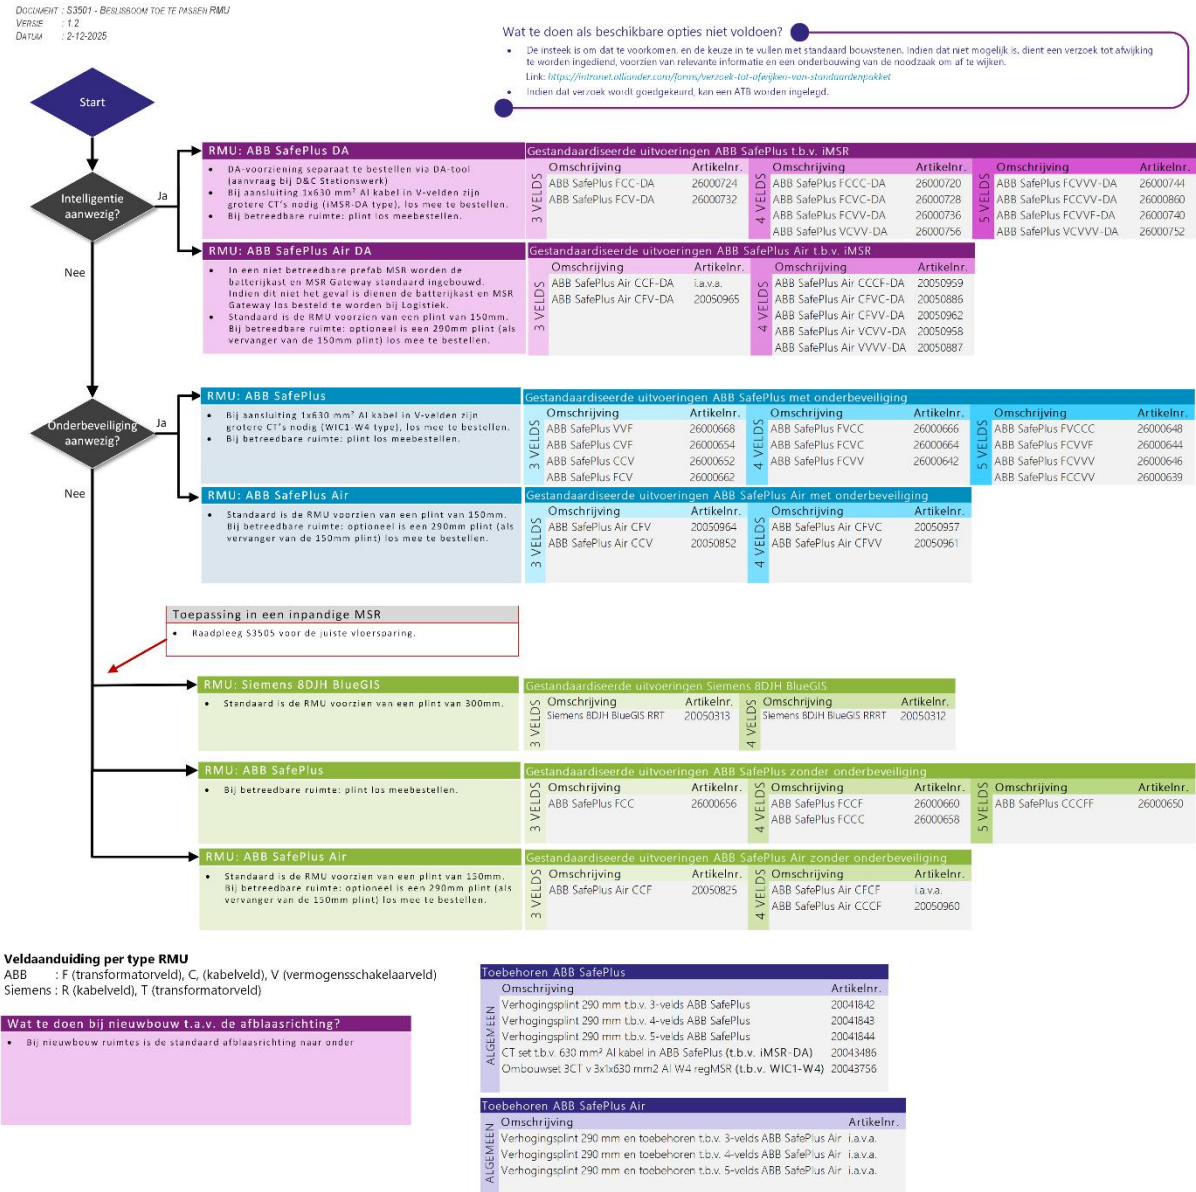 DOCUMENT : S3501 - BESLISBOOM TOE TE PASSEN RMU
VERSIE : 1.2
DATUM : 2-12-2025
Wat te doen als beschikbare opties niet voldoen?
• De insteek is om dat te voorkomen, en de keuze in te vullen met standaard bouwstenen. Indien dat niet mogelijk is, dient een verzoek tot afwijking
te worden ingediend, voorzien van relevante informatie en een onderbouwing van de noodzaak om af te wijken.
Link: https://intranet.alliander.com/forms/verzoek-tot-afwijken-van-standaardenpakket
• Indien dat verzoek wordt goedgekeurd, kan een ATB worden ingelegd.
Start
Intelligentie
aanwezig?
Ja
Nee
RMU: ABB SafePlus DA
• DA-voorziening separaat te bestellen via DA-tool
(aanvraag bij D&C Stationswerk)
• Bij aansluiting 1x630 mm² Al kabel in V-velden zijn
grotere CT's nodig (iMSR-DA type), los mee te bestellen.
• Bij betreedbare ruimte: plint los meebestellen.
Gestandaardiseerde uitvoeringen ABB SafePlus t.b.v. iMSR
3 VELDS
Omschrijving Artikelnr.
ABB SafePlus FCC-DA 26000724
ABB SafePlus FCV-DA 26000732
4 VELDS
Omschrijving Artikelnr.
ABB SafePlus FCCC-DA 26000720
ABB SafePlus FCVC-DA 26000728
ABB SafePlus FCVV-DA 26000736
ABB SafePlus VCVV-DA 26000756
5 VELDS
Omschrijving Artikelnr.
ABB SafePlus FCVVV-DA 26000744
ABB SafePlus FCCVV-DA 26000860
ABB SafePlus FCVVF-DA 26000740
ABB SafePlus VCVVV-DA 26000752
RMU: ABB SafePlus Air DA
• In een niet betreedbare prefab MSR worden de
batterijkast en MSR Gateway standaard ingebouwd.
Indien dit niet het geval is dienen de batterijkast en MSR
Gateway los besteld te worden bij Logistiek.
• Standaard is de RMU voorzien van een plint van 150mm.
Bij betreedbare ruimte: optioneel is een 290mm plint (als
vervanger van de 150mm plint) los mee te bestellen.
Gestandaardiseerde uitvoeringen ABB SafePlus Air t.b.v. iMSR
3 VELDS
Omschrijving Artikelnr.
ABB SafePlus Air CCF-DA i.a.v.a.
ABB SafePlus Air CFV-DA 20050965
4 VELDS
Omschrijving Artikelnr.
ABB SafePlus Air CCCF-DA 20050959
ABB SafePlus Air CFVC-DA 20050886
ABB SafePlus Air CFVV-DA 20050962
ABB SafePlus Air VCVV-DA 20050958
ABB SafePlus Air VVVV-DA 20050887
Onderbeveiliging
aanwezig?
Ja
Nee
RMU: ABB SafePlus
• Bij aansluiting 1x630 mm² Al kabel in V-velden zijn
grotere CT's nodig (WIC1-W4 type), los mee te bestellen.
• Bij betreedbare ruimte: plint los meebestellen.
Gestandaardiseerde uitvoeringen ABB SafePlus met onderbeveiliging
3 VELDS
Omschrijving Artikelnr.
ABB SafePlus VVF 26000668
ABB SafePlus CVF 26000654
ABB SafePlus CCV 26000652
ABB SafePlus FCV 26000662
4 VELDS
Omschrijving Artikelnr.
ABB SafePlus FVCC 26000666
ABB SafePlus FCVC 26000664
ABB SafePlus FCVV 26000642
5 VELDS
Omschrijving Artikelnr.
ABB SafePlus FVCCC 26000648
ABB SafePlus FCVVF 26000644
ABB SafePlus FCVVV 26000646
ABB SafePlus FCCVV 26000639
RMU: ABB SafePlus Air
• Standaard is de RMU voorzien van een plint van 150mm.
Bij betreedbare ruimte: optioneel is een 290mm plint (als
vervanger van de 150mm plint) los mee te bestellen.
Gestandaardiseerde uitvoeringen ABB SafePlus Air met onderbeveiliging
3 VELDS
Omschrijving Artikelnr.
ABB SafePlus Air CFV 20050964
ABB SafePlus Air CCV 20050852
4 VELDS
Omschrijving Artikelnr.
ABB SafePlus Air CFVC 20050957
ABB SafePlus Air CFVV 20050961
Toepassing in een inpandige MSR
• Raadpleeg S3505 voor de juiste vloersparing.
RMU: Siemens 8DJH BlueGIS
• Standaard is de RMU voorzien van een plint van 300mm.
Gestandaardiseerde uitvoeringen Siemens 8DJH BlueGIS
3 VELDS
Omschrijving Artikelnr.
Siemens 8DJH BlueGIS RRT 20050313
4 VELDS
Omschrijving Artikelnr.
Siemens 8DJH BlueGIS RRRT 20050312
RMU: ABB SafePlus
• Bij betreedbare ruimte: plint los meebestellen.
Gestandaardiseerde uitvoeringen ABB SafePlus zonder onderbeveiliging
3 VELDS
Omschrijving Artikelnr.
ABB SafePlus FCC 26000656
4 VELDS
Omschrijving Artikelnr.
ABB SafePlus FCCF 26000660
ABB SafePlus FCCC 26000658
5 VELDS
Omschrijving Artikelnr.
ABB SafePlus CCCFF 26000650
RMU: ABB SafePlus Air
• Standaard is de RMU voorzien van een plint van 150mm.
Bij betreedbare ruimte: optioneel is een 290mm plint (als
vervanger van de 150mm plint) los mee te bestellen.
Gestandaardiseerde uitvoeringen ABB SafePlus Air zonder onderbeveiliging
3 VELDS
Omschrijving Artikelnr.
ABB SafePlus Air CCF 20050825
4 VELDS
Omschrijving Artikelnr.
ABB SafePlus Air CFCF i.a.v.a.
ABB SafePlus Air CCCF 20050960
Veldaanduiding per type RMU
ABB : F (transformatorveld), C, (kabelveld), V (vermogensschakelaarveld)
Siemens : R (kabelveld), T (transformatorveld)
Wat te doen bij nieuwbouw t.a.v. de afblaasrichting?
• Bij nieuwbouw ruimtes is de standaard afblaasrichting naar onder
Toebehoren ABB SafePlus
ALGEMEEN
Omschrijving Artikelnr.
Verhogingsplint 290 mm t.b.v. 3-velds ABB SafePlus 20041842
Verhogingsplint 290 mm t.b.v. 4-velds ABB SafePlus 20041843
Verhogingsplint 290 mm t.b.v. 5-velds ABB SafePlus 20041844
CT set t.b.v. 630 mm² Al kabel in ABB SafePlus (t.b.v. iMSR-DA) 20043486
Ombouwset 3CT v 3x1x630 mm2 Al W4 regMSR (t.b.v. WIC1-W4) 20043756
Toebehoren ABB SafePlus Air
ALGEMEEN
Omschrijving Artikelnr.
Verhogingsplint 290 mm en toebehoren t.b.v. 3-velds ABB SafePlus Air i.a.v.a.
Verhogingsplint 290 mm en toebehoren t.b.v. 4-velds ABB SafePlus Air i.a.v.a.
Verhogingsplint 290 mm en toebehoren t.b.v. 5-velds ABB SafePlus Air i.a.v.a.